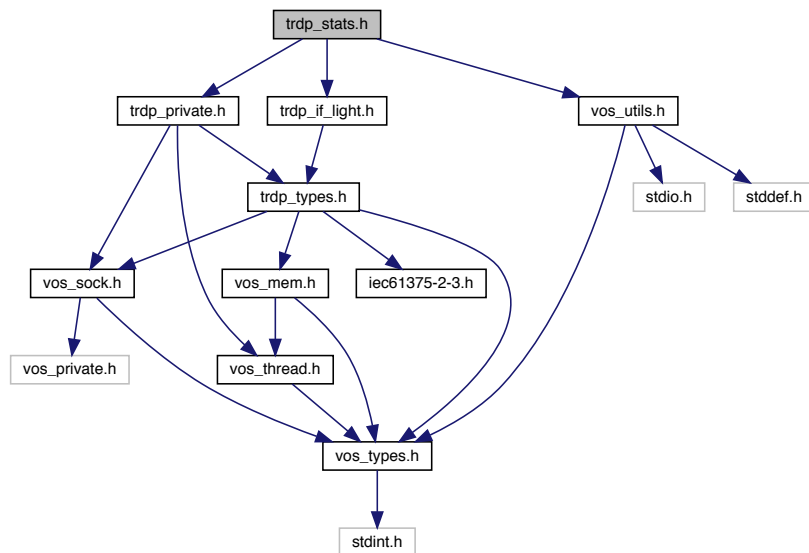 trdp_stats.h
trdp_private.h
trdp_if_light.h
vos_utils.h
trdp_types.h
stdio.h
stddef.h
vos_sock.h
vos_mem.h
iec61375-2-3.h
vos_private.h
vos_thread.h
vos_types.h
stdint.h